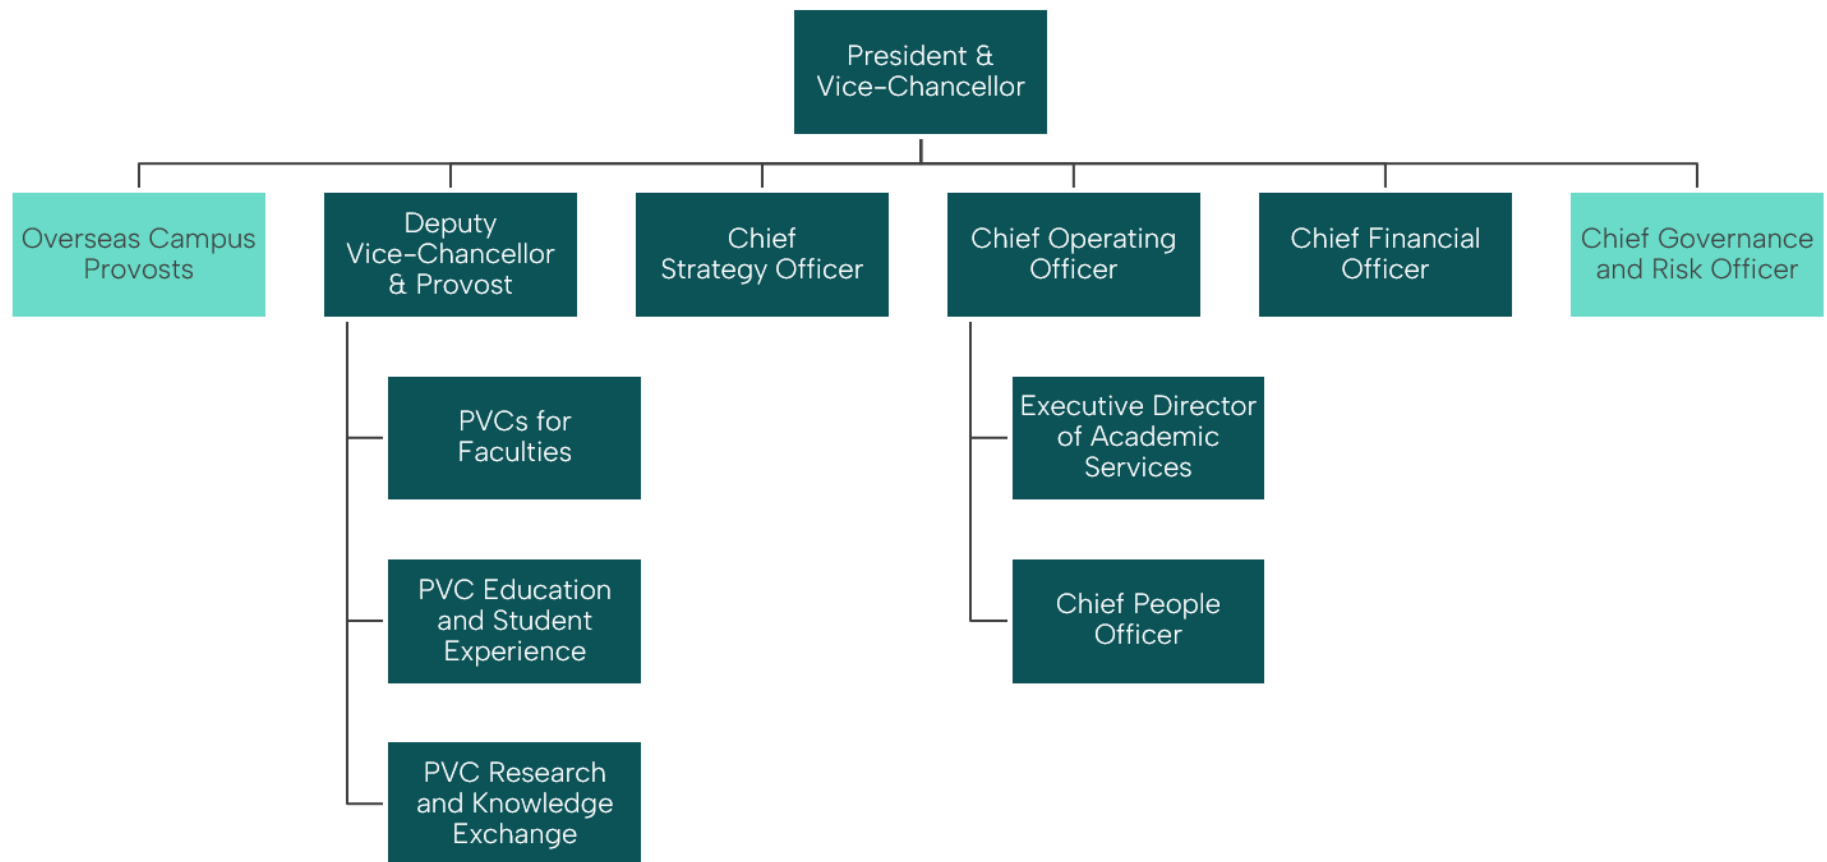 President &
Vice-Chancellor
Overseas Campus
Provosts
Deputy
Vice-Chancellor
& Provost
Chief
Strategy Officer
Chief Operating
Officer
Chief Financial
Officer
Chief Governance
and Risk Officer
PVCs for
Faculties
PVC Education
and Student
Experience
PVC Research
and Knowledge
Exchange
Executive Director
of Academic
Services
Chief People
Officer